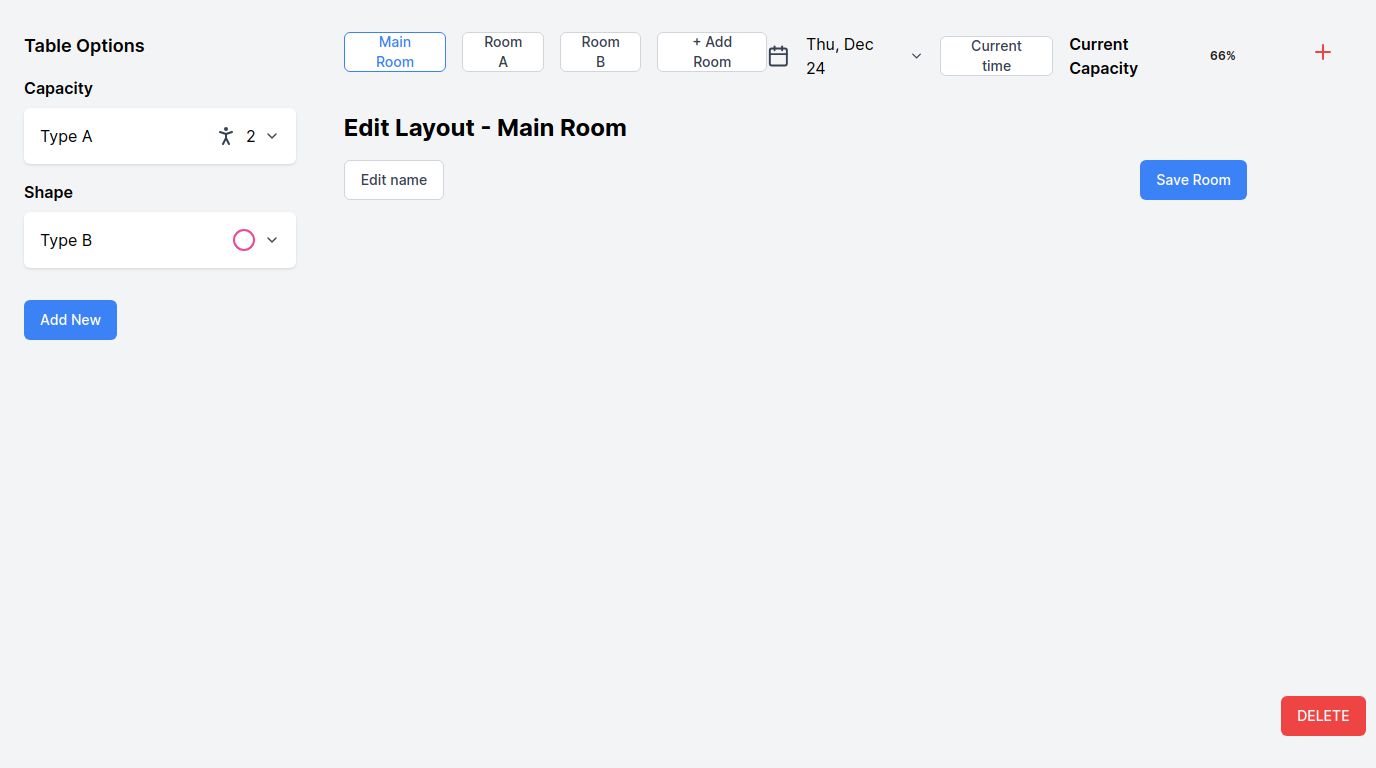 Table Options
Capacity
Type A
2
Shape
Type B
Add New
Main
Room
Room
A
Room
B
+ Add
Room
Thu, Dec
24
Current
time
Current
Capacity
66%
Edit Layout - Main Room
Edit name
Save Room
DELETE